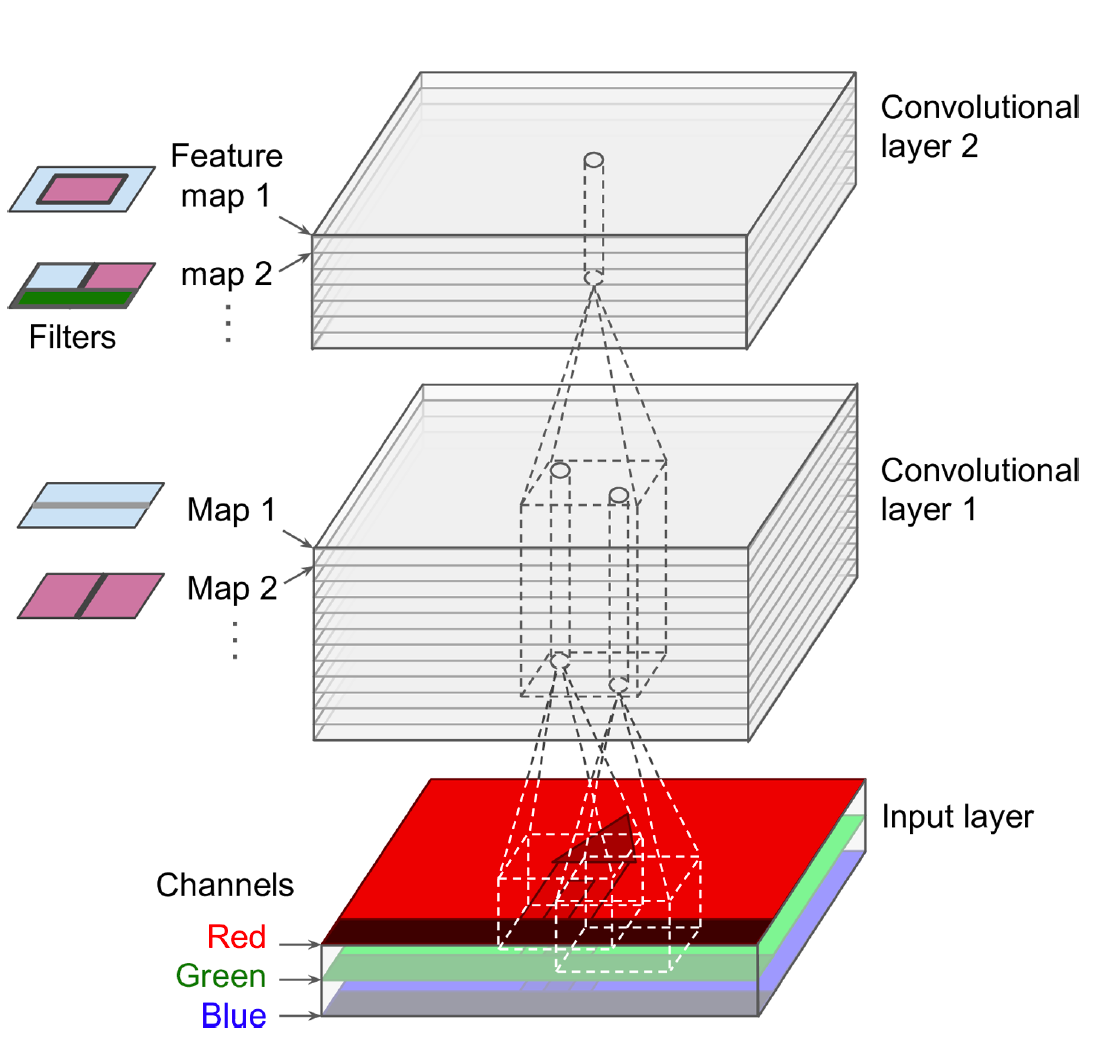 Convolutional
layer 2
Feature
map 1
map 2
Filters
Convolutional
layer 1
Map 1
Map 2
Input layer
Channels
Red
Green
Blue